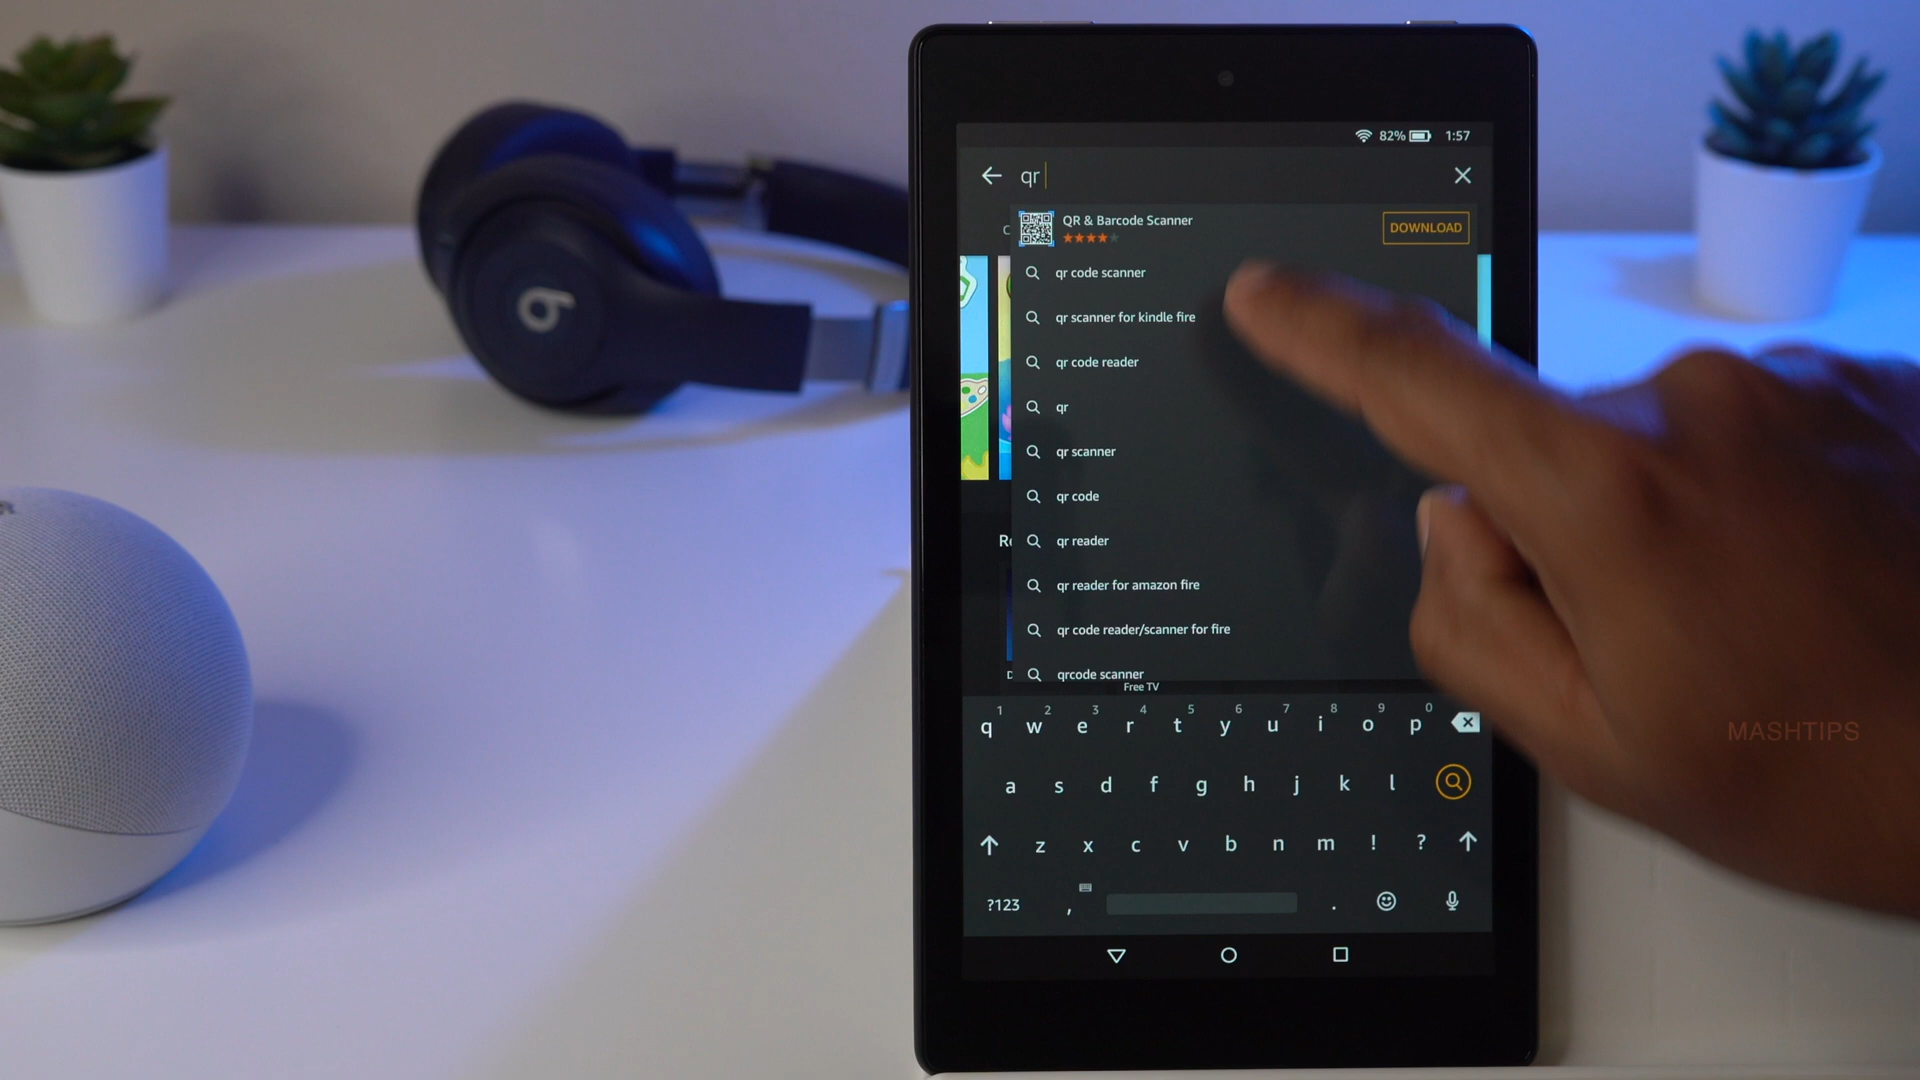 82% 1:57
qr
QR & Barcode Scanner
DOWNLOAD
qr code scanner
qr scanner for kindle fire
qr code reader
qr
qr scanner
qr code
qr reader
qr reader for amazon fire
qr code reader/scanner for fire
qrcode scanner
Free TV
1 2 3 4 5 6 7 8 9 0
q w e r t y u i o p
a s d f g h j k l
z x c v b n m ! ?
?123 , .
MASHTIPS